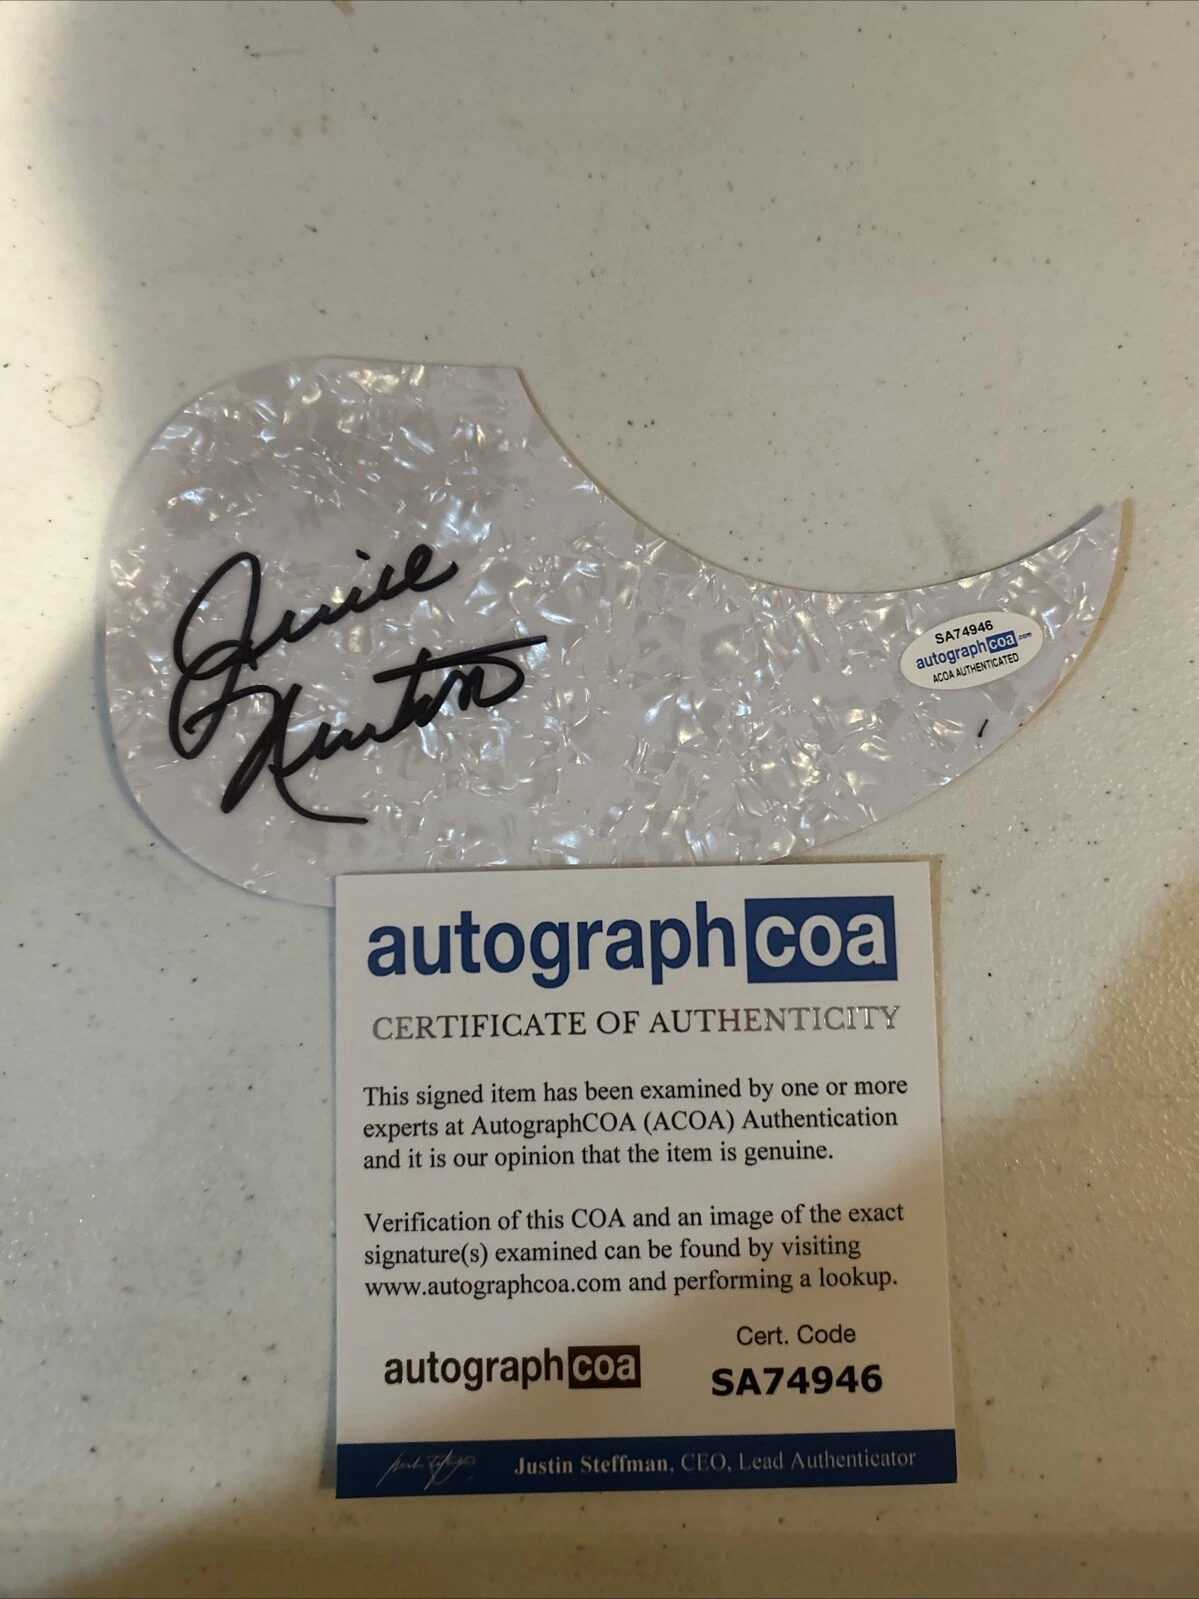 Juice
Newton
SA74946
autographcoa.com
ACOA AUTHENTICATED
autographcoa
CERTIFICATE OF AUTHENTICITY
This signed item has been examined by one or more
experts at AutographCOA (ACOA) Authentication
and it is our opinion that the item is genuine.
Verification of this COA and an image of the exact
signature(s) examined can be found by visiting
www.autographcoa.com and performing a lookup.
Cert. Code
autographcoa
SA74946
Justin Steffman, CEO, Lead Authenticator